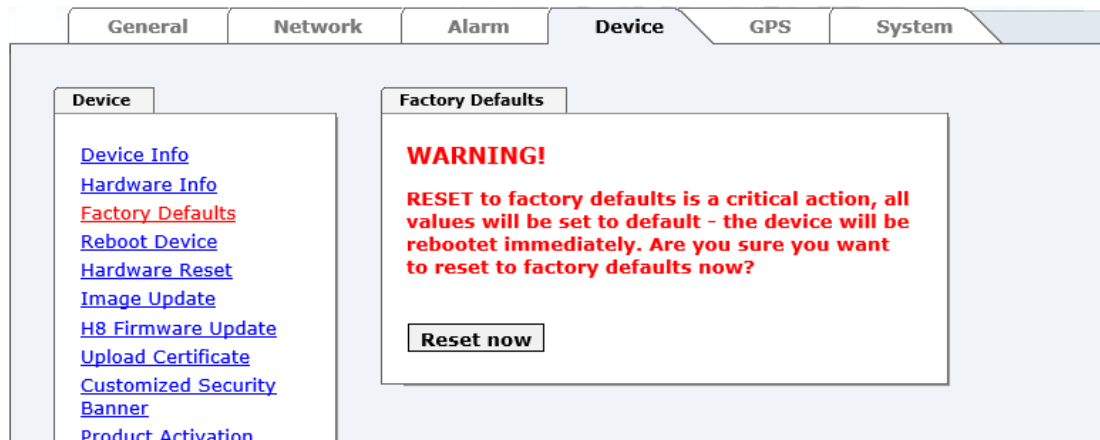 General Network Alarm Device GPS System
Device
Device Info
Hardware Info
Factory Defaults
Reboot Device
Hardware Reset
Image Update
H8 Firmware Update
Upload Certificate
Customized Security
Banner
Product Activation
Factory Defaults
WARNING!
RESET to factory defaults is a critical action, all
values will be set to default - the device will be
rebootet immediately. Are you sure you want
to reset to factory defaults now?
Reset now